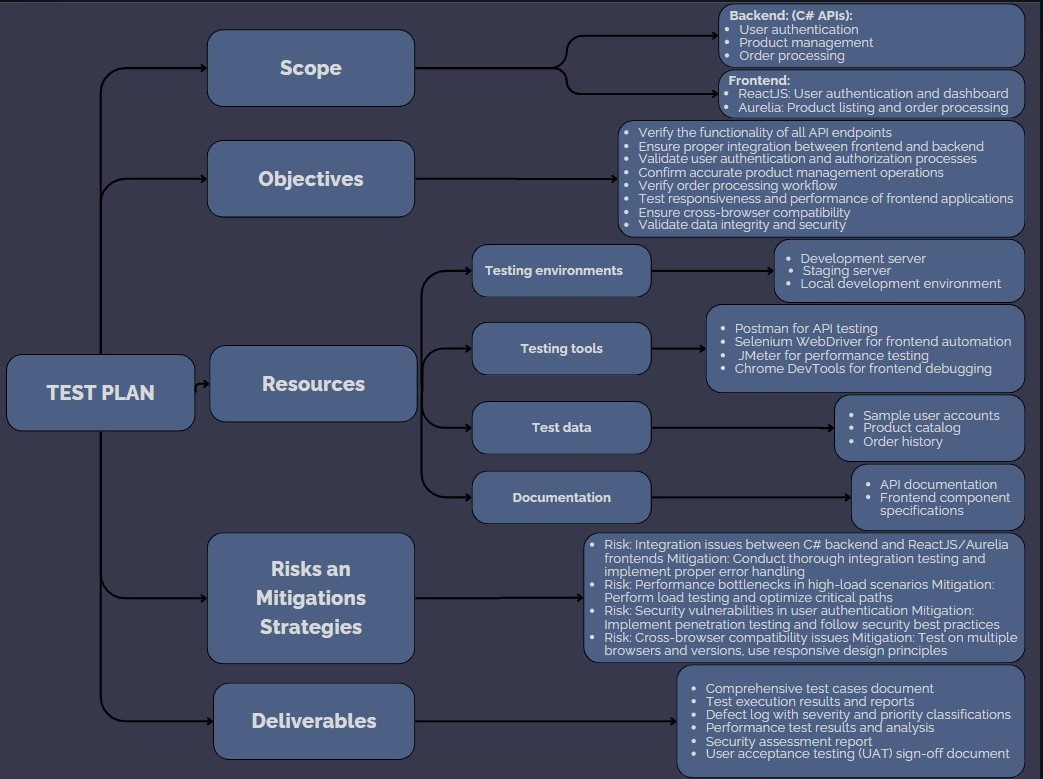 TEST PLAN
Scope
Backend: (C# APIs):
• User authentication
• Product management
• Order processing
Frontend:
• ReactJS: User authentication and dashboard
• Aurelia: Product listing and order processing
Objectives
• Verify the functionality of all API endpoints
• Ensure proper integration between frontend and backend
• Validate user authentication and authorization processes
• Confirm accurate product management operations
• Verify order processing workflow
• Test responsiveness and performance of frontend applications
• Ensure cross-browser compatibility
• Validate data integrity and security
Resources
Testing environments
• Development server
• Staging server
• Local development environment
Testing tools
• Postman for API testing
• Selenium WebDriver for frontend automation
• JMeter for performance testing
• Chrome DevTools for frontend debugging
Test data
• Sample user accounts
• Product catalog
• Order history
Documentation
• API documentation
• Frontend component
specifications
Risks an
Mitigations
Strategies
• Risk: Integration issues between C# backend and ReactJS/Aurelia
frontends Mitigation: Conduct thorough integration testing and
implement proper error handling
• Risk: Performance bottlenecks in high-load scenarios Mitigation:
Perform load testing and optimize critical paths
• Risk: Security vulnerabilities in user authentication Mitigation:
Implement penetration testing and follow security best practices
• Risk: Cross-browser compatibility issues Mitigation: Test on multiple
browsers and versions, use responsive design principles
Deliverables
• Comprehensive test cases document
• Test execution results and reports
• Defect log with severity and priority classifications
• Performance test results and analysis
• Security assessment report
• User acceptance testing (UAT) sign-off document